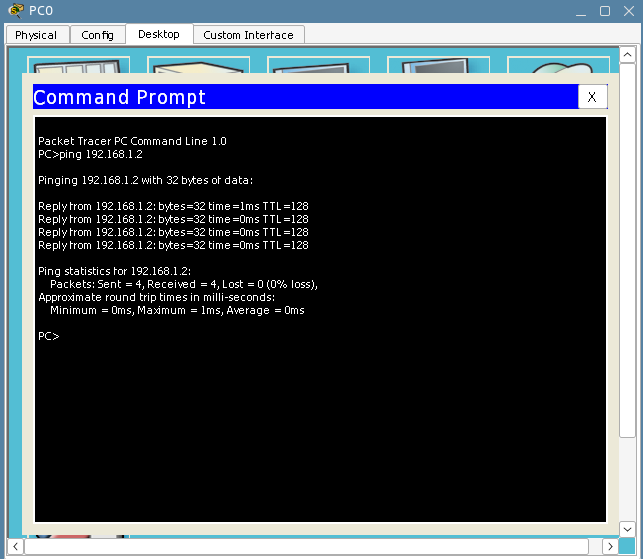 PC0
Physical Config Desktop Custom Interface
Command Prompt X
Packet Tracer PC Command Line 1.0
PC>ping 192.168.1.2
Pinging 192.168.1.2 with 32 bytes of data:
Reply from 192.168.1.2: bytes=32 time=1ms TTL=128
Reply from 192.168.1.2: bytes=32 time=0ms TTL=128
Reply from 192.168.1.2: bytes=32 time=0ms TTL=128
Reply from 192.168.1.2: bytes=32 time=0ms TTL=128
Ping statistics for 192.168.1.2:
Packets: Sent = 4, Received = 4, Lost = 0 (0% loss),
Approximate round trip times in milli-seconds:
Minimum = 0ms, Maximum = 1ms, Average = 0ms
PC>